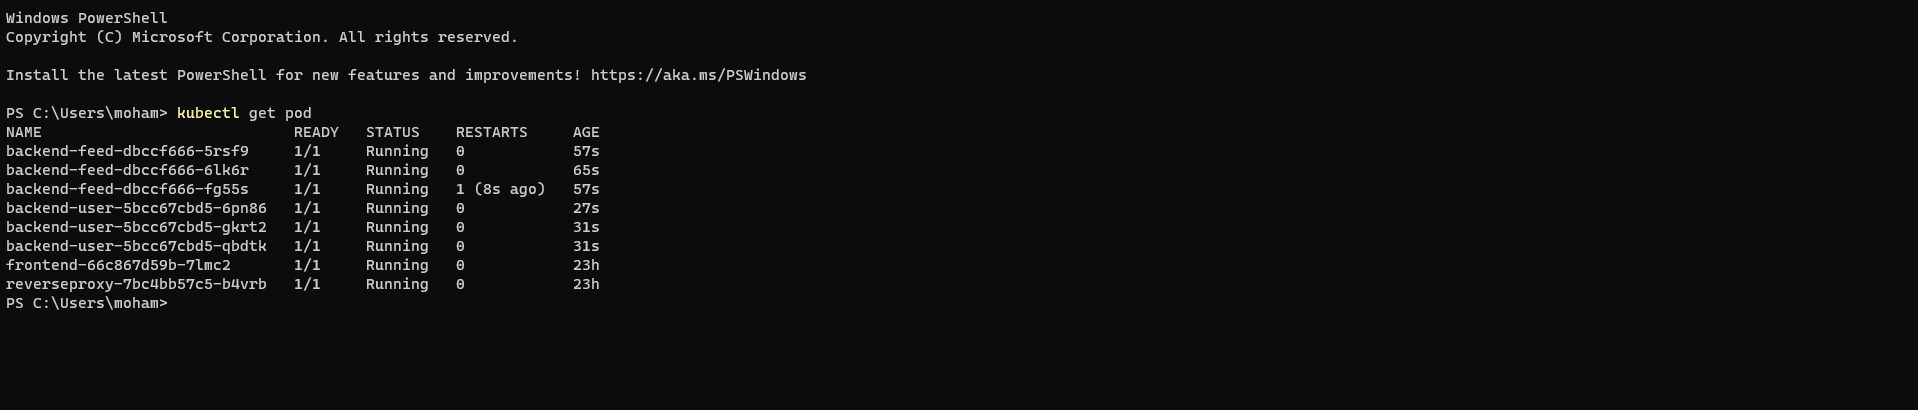 Windows PowerShell
Copyright (C) Microsoft Corporation. All rights reserved.
Install the latest PowerShell for new features and improvements! https://aka.ms/PSWindows
PS C:\Users\moham> kubectl get pod
NAME READY STATUS RESTARTS AGE
backend-feed-dbccf666-5rsf9 1/1 Running 0 57s
backend-feed-dbccf666-6lk6r 1/1 Running 0 65s
backend-feed-dbccf666-fg55s 1/1 Running 1 (8s ago) 57s
backend-user-5bcc67cbd5-6pn86 1/1 Running 0 27s
backend-user-5bcc67cbd5-gkrt2 1/1 Running 0 31s
backend-user-5bcc67cbd5-qbdtk 1/1 Running 0 31s
frontend-66c867d59b-7lmc2 1/1 Running 0 23h
reverseproxy-7bc4bb57c5-b4vrb 1/1 Running 0 23h
PS C:\Users\moham>